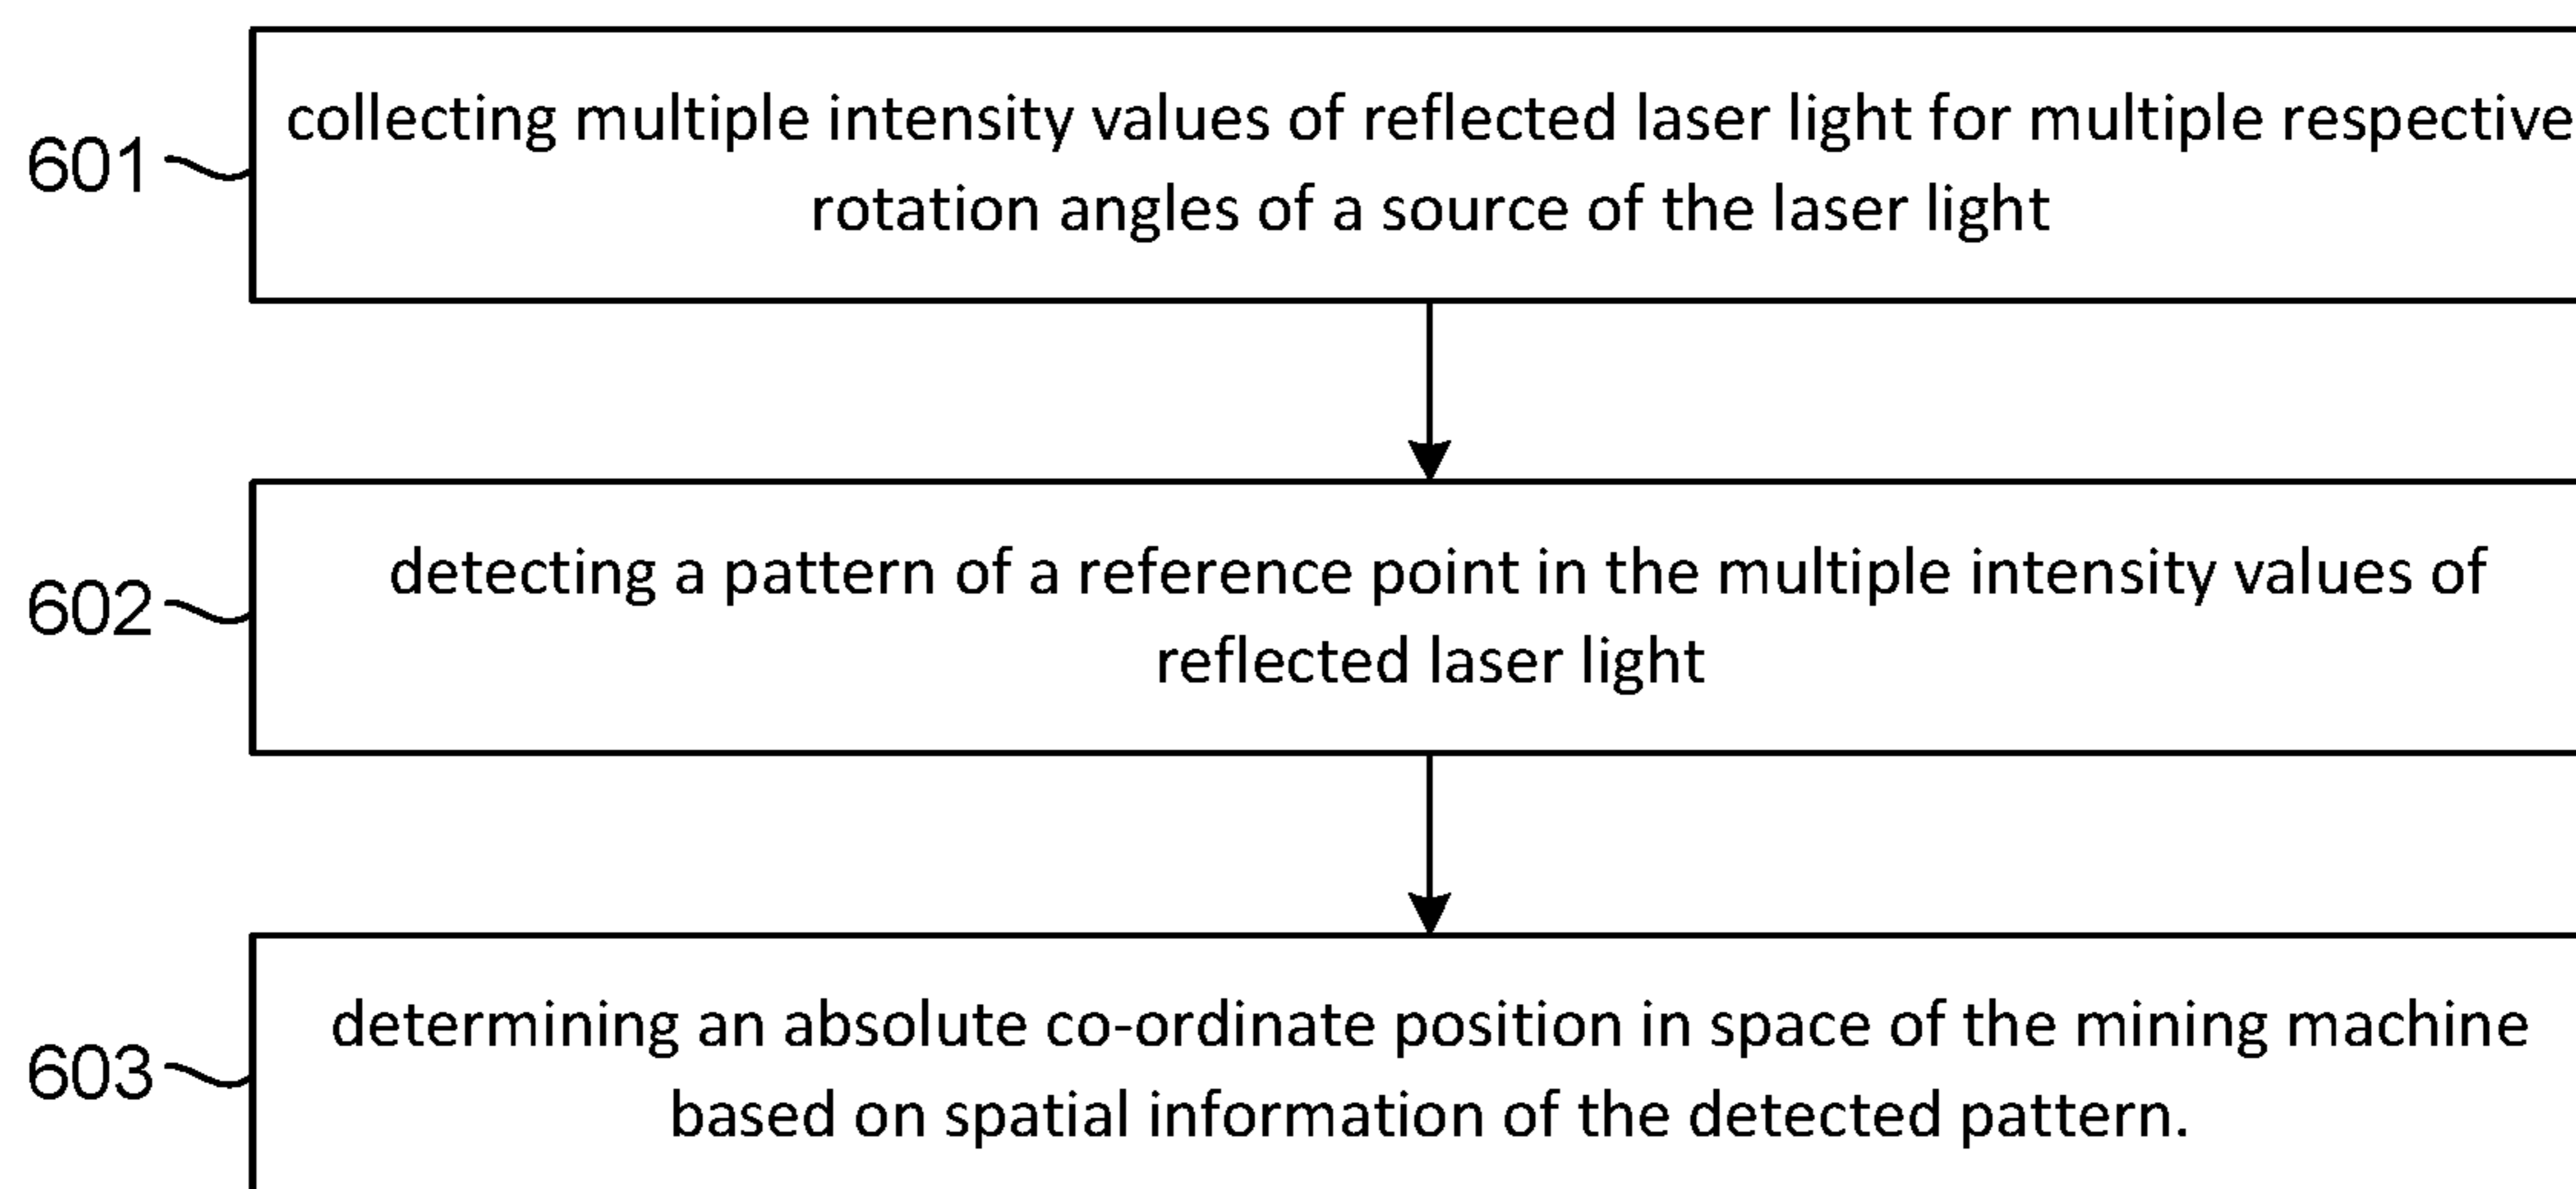 601
collecting multiple intensity values of reflected laser light for multiple respective
rotation angles of a source of the laser light
602
detecting a pattern of a reference point in the multiple intensity values of
reflected laser light
603
determining an absolute co-ordinate position in space of the mining machine
based on spatial information of the detected pattern.